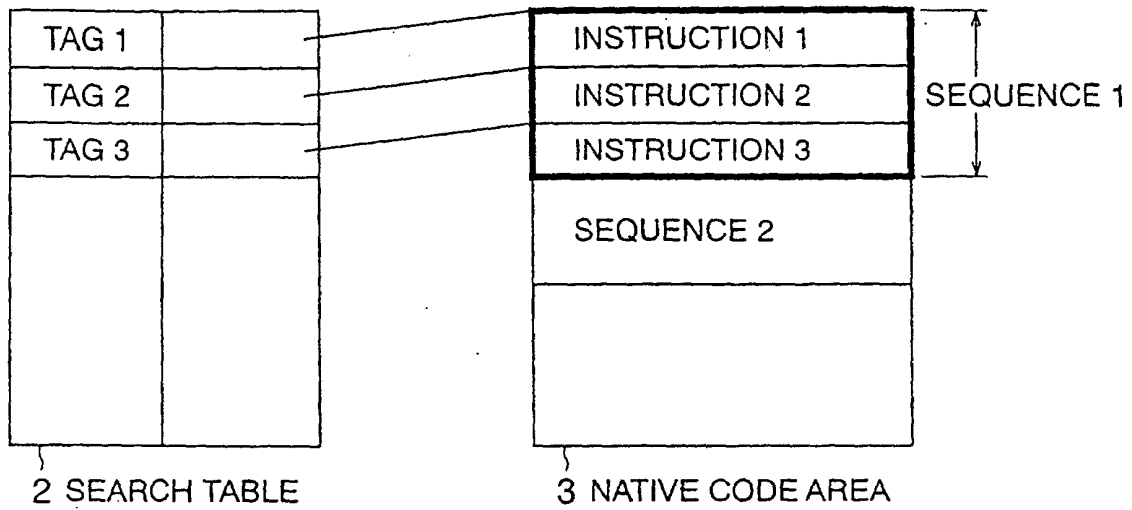 TAG 1
TAG 2
TAG 3
INSTRUCTION 1
INSTRUCTION 2
INSTRUCTION 3
SEQUENCE 1
SEQUENCE 2
2 SEARCH TABLE
3 NATIVE CODE AREA